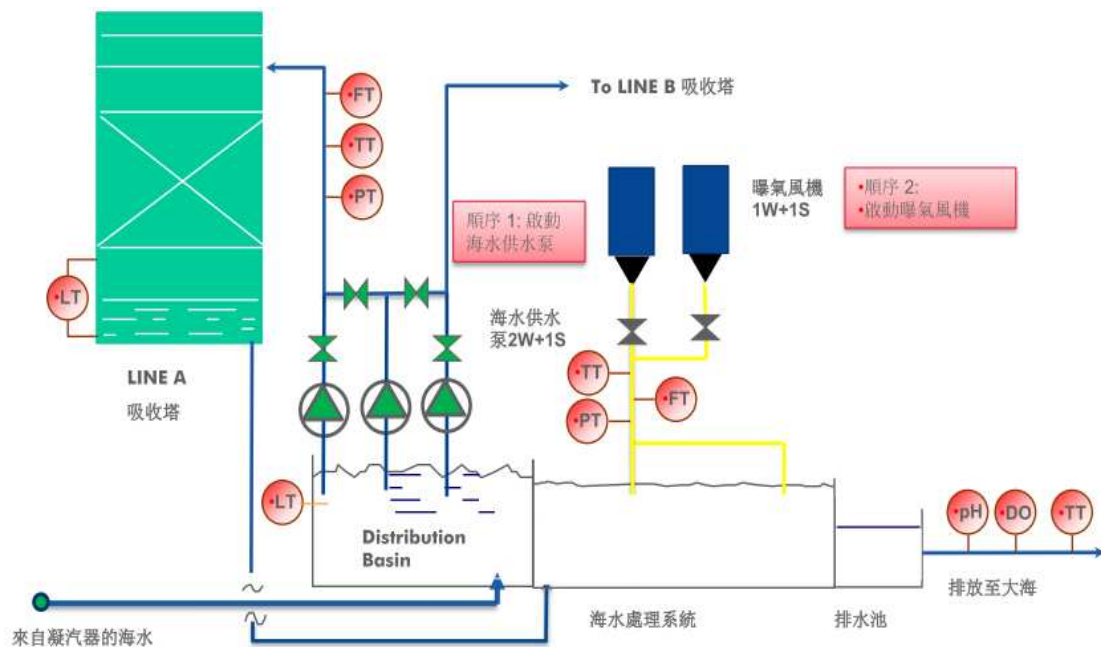 •FT
To LINE B 吸收塔
•TT
曝氣風機
1W+1S
•順序 2:
•啟動曝氣風機
•PT
順序 1: 啟動
海水供水泵
•LT
海水供水
泵2W+1S
LINE A
吸收塔
•TT
•FT
•PT
•LT
Distribution
Basin
•pH
•DO
•TT
排放至大海
來自凝汽器的海水
海水處理系統
排水池